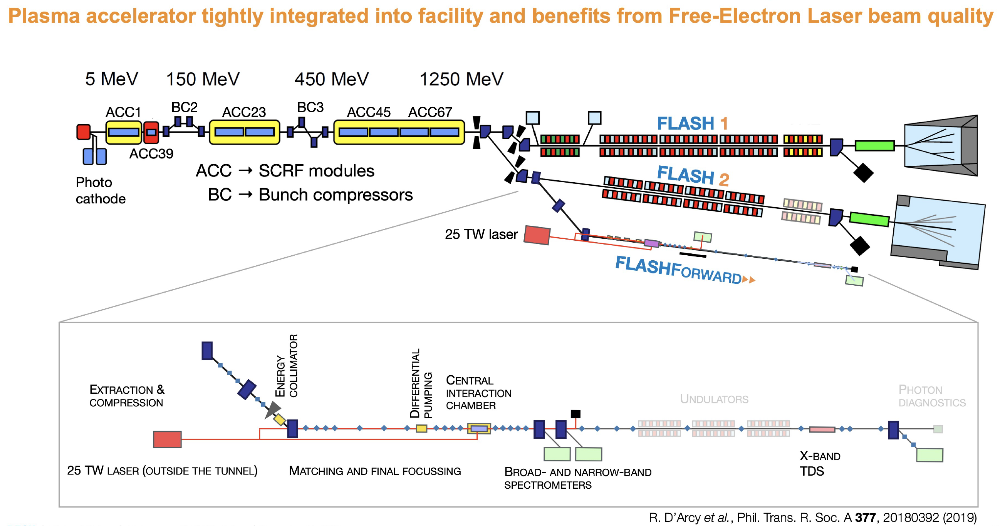 Plasma accelerator tightly integrated into facility and benefits from Free-Electron Laser beam quality
5 MeV
150 MeV
450 MeV
1250 MeV
ACC1
BC2
ACC23
BC3
ACC45
ACC67
ACC39
Photo
cathode
ACC → SCRF modules
BC → Bunch compressors
FLASH 1
FLASH 2
25 TW laser
FLASHFORWARD
EXTRACTION &
COMPRESSION
ENERGY
COLLIMATOR
DIFFERENTIAL
PUMPING
CENTRAL
INTERACTION
CHAMBER
UNDULATORS
PHOTON
DIAGNOSTICS
25 TW LASER (OUTSIDE THE TUNNEL)
MATCHING AND FINAL FOCUSSING
BROAD- AND NARROW-BAND
SPECTROMETERS
X-BAND
TDS
R. D'Arcy et al., Phil. Trans. R. Soc. A 377, 20180392 (2019)